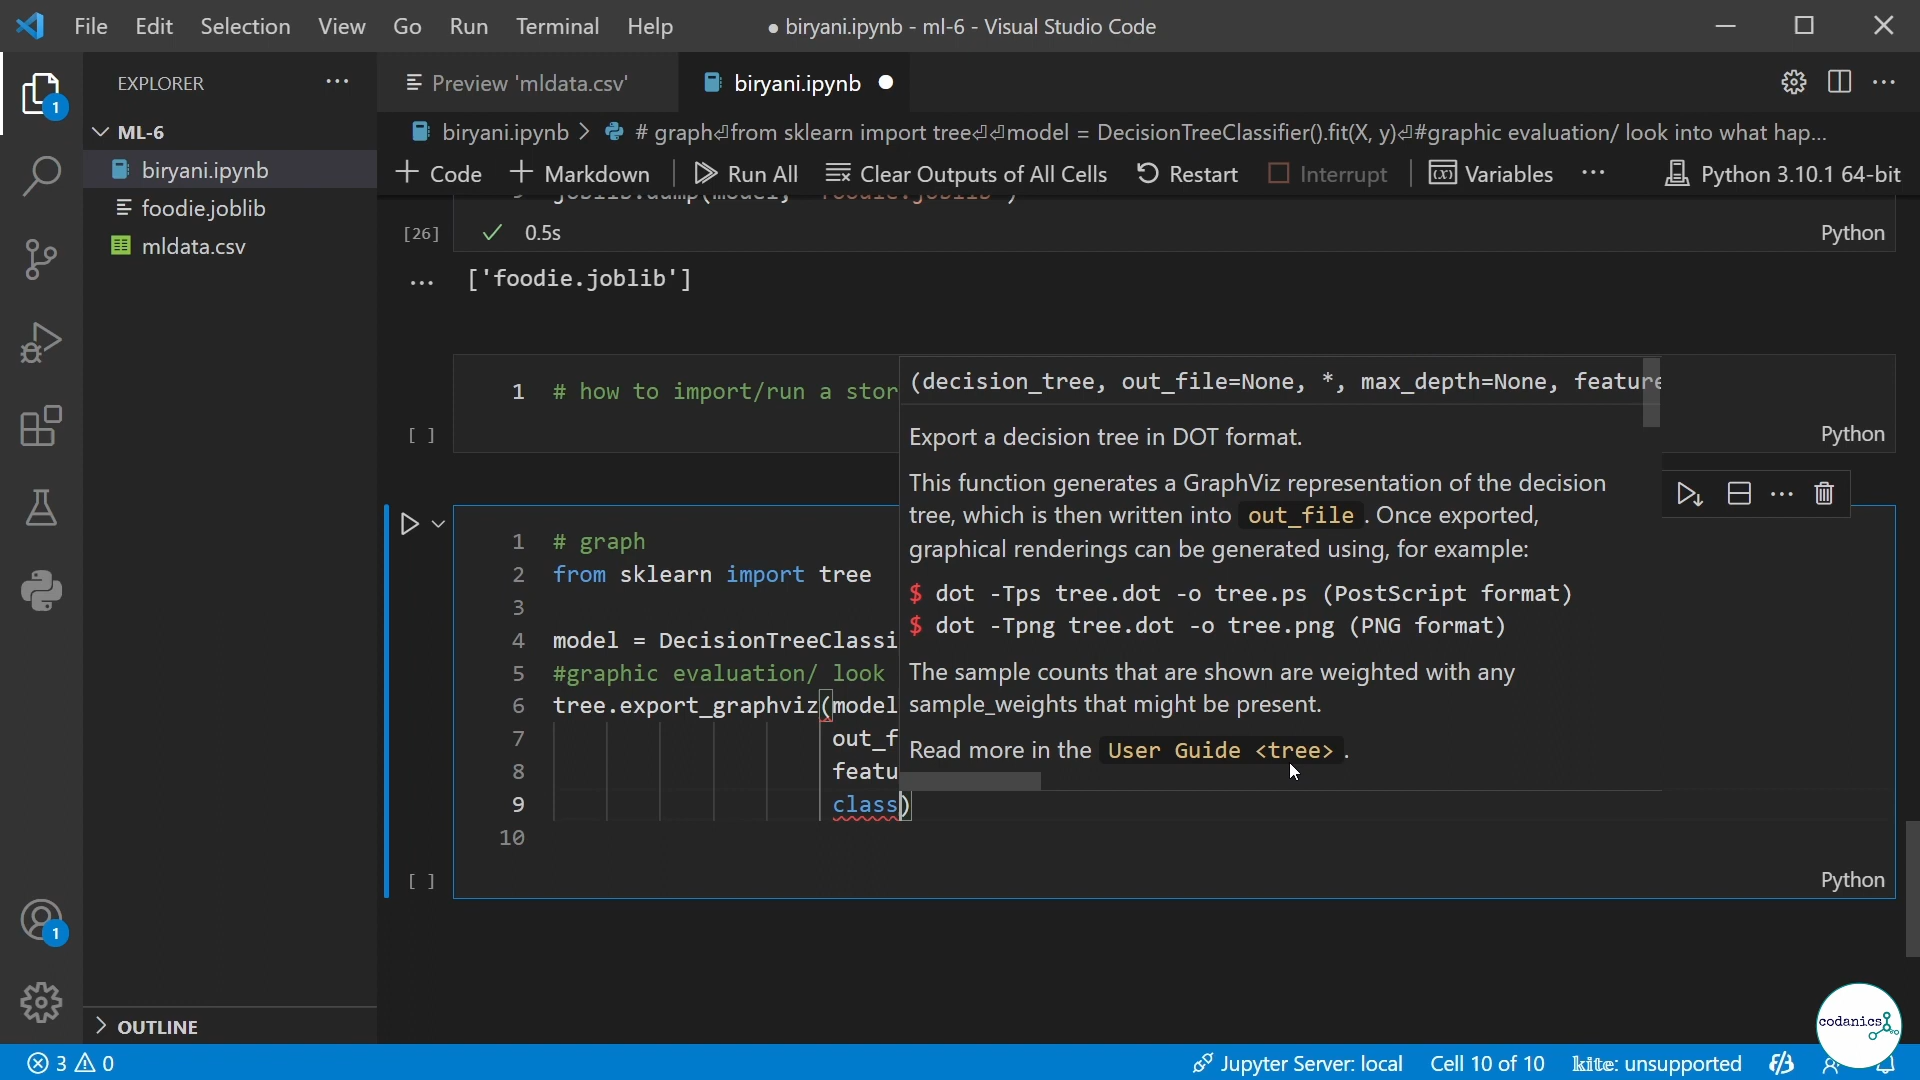 File Edit Selection View Go Run Terminal Help
● biryani.ipynb - ml-6 - Visual Studio Code
EXPLORER
Preview 'mldata.csv'
biryani.ipynb
1
ML-6
biryani.ipynb > # graph⏎from sklearn import tree⏎⏎model = DecisionTreeClassifier().fit(X, y)⏎#graphic evaluation/ look into what hap...
Code Markdown Run All Clear Outputs of All Cells Restart Interrupt Variables ... Python 3.10.1 64-bit
biryani.ipynb
foodie.joblib
mldata.csv
[26] 0.5s Python
['foodie.joblib']
1 # how to import/run a stor
[ ] Python
(decision_tree, out_file=None, *, max_depth=None, feature
Export a decision tree in DOT format.
This function generates a GraphViz representation of the decision
tree, which is then written into out_file . Once exported,
graphical renderings can be generated using, for example:
$ dot -Tps tree.dot -o tree.ps (PostScript format)
$ dot -Tpng tree.dot -o tree.png (PNG format)
The sample counts that are shown are weighted with any
sample_weights that might be present.
Read more in the User Guide <tree> .
1 # graph
2 from sklearn import tree
3
4 model = DecisionTreeClassi
5 #graphic evaluation/ look
6 tree.export_graphviz(model
7 out_f
8 featu
9 class)
10
[ ] Python
1
OUTLINE
codanics
3 0
Jupyter Server: local Cell 10 of 10 kite: unsupported